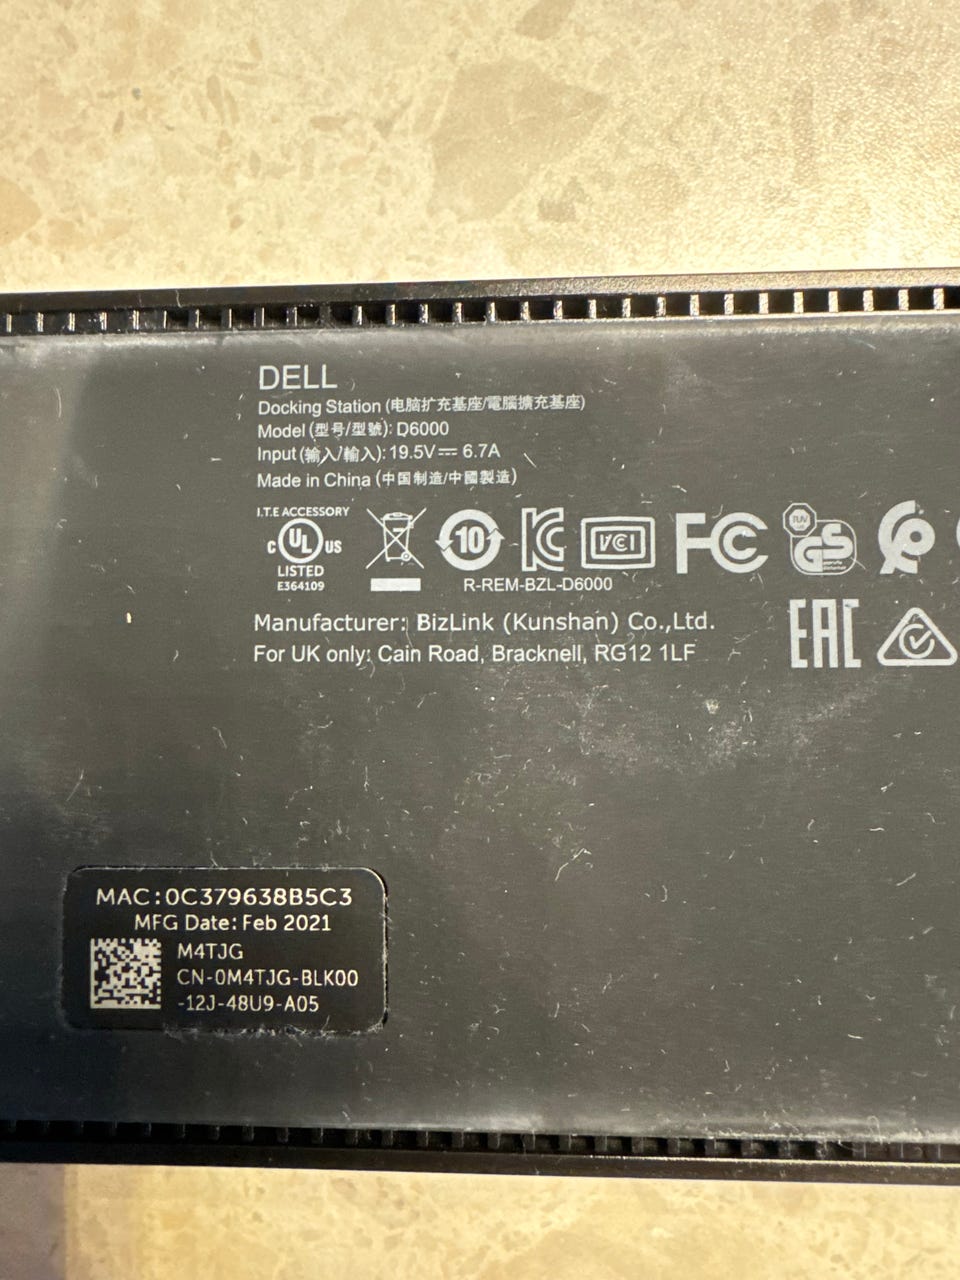 DELL
Docking Station (电脑扩充基座/電腦擴充基座)
Model (型号/型號): D6000
Input (输入/輸入): 19.5V⎓ 6.7A
Made in China (中国制造/中國製造)
I.T.E ACCESSORY
C UL US
LISTED
E364109
10
VCI
FC
TUV
GS
R-REM-BZL-D6000
Manufacturer: BizLink (Kunshan) Co.,Ltd.
For UK only: Cain Road, Bracknell, RG12 1LF
EAC
MAC:0C379638B5C3
MFG Date: Feb 2021
M4TJG
CN-0M4TJG-BLK00
-12J-48U9-A05